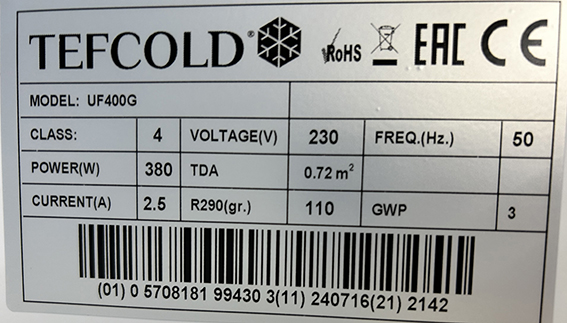 TEFCOLD® RoHS EAC CE
MODEL: UF400G
CLASS: 4 VOLTAGE(V) 230 FREQ.(Hz.) 50
POWER(W) 380 TDA 0.72 m²
CURRENT(A) 2.5 R290(gr.) 110 GWP 3
(01) 0 5708181 99430 3(11) 240716(21) 2142